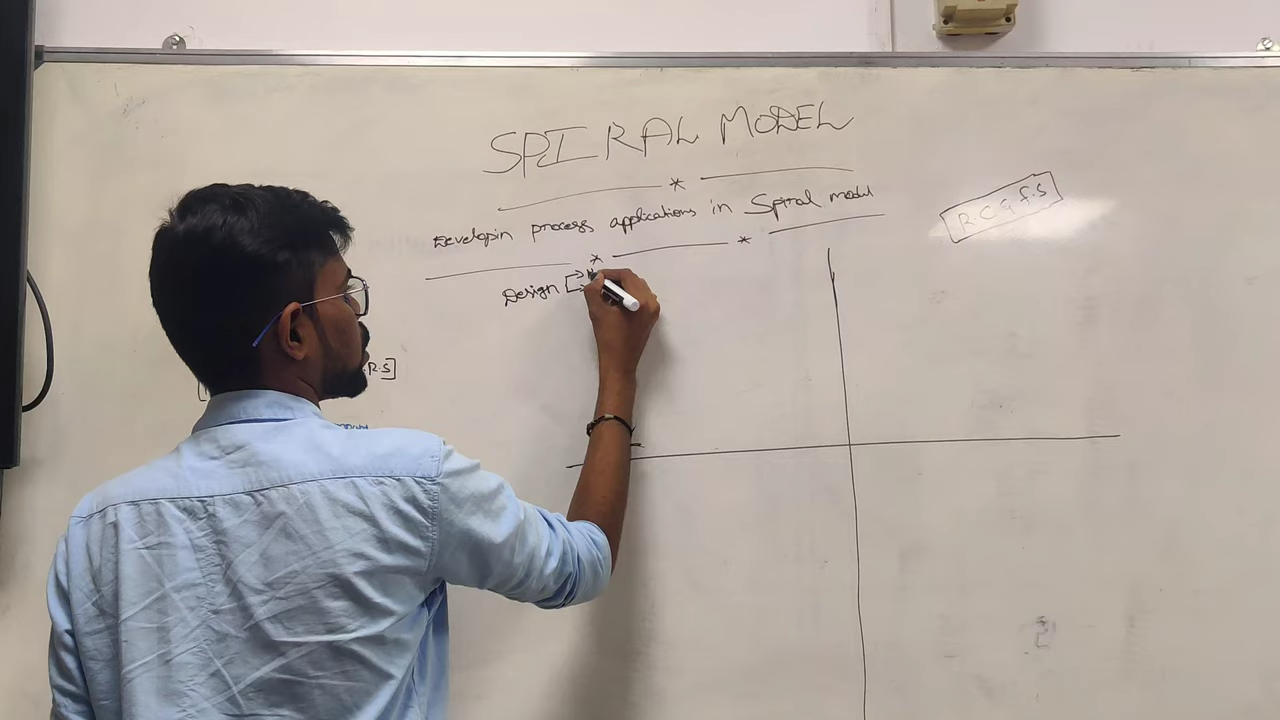 SPIRAL MODEL
Developin process applications in Spiral model
R.C G F.S
Design
R.S]